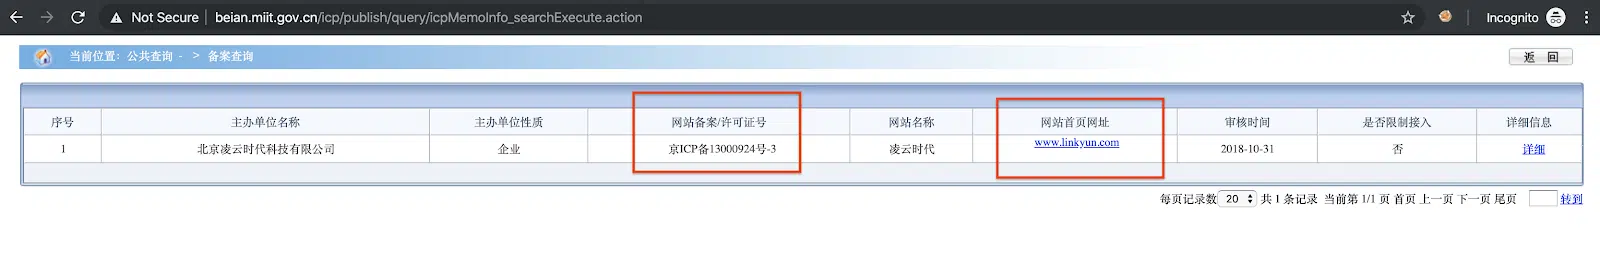 Not Secure | beian.miit.gov.cn/icp/publish/query/icpMemoInfo_searchExecute.action Incognito
当前位置：公共查询 - > 备案查询 返 回
序号 主办单位名称 主办单位性质 网站备案/许可证号 网站名称 网站首页网址 审核时间 是否限制接入 详细信息
1 北京凌云时代科技有限公司 企业 京ICP备13000924号-3 凌云时代 www.linkyun.com 2018-10-31 否 详细
每页记录数 20 共 1 条记录 当前第 1/1 页 首页 上一页 下一页 尾页 转到